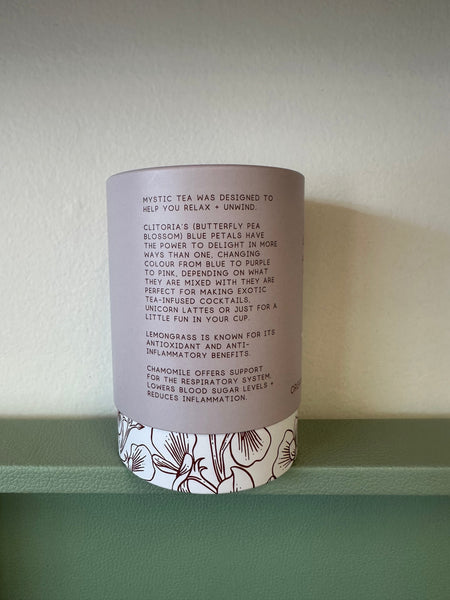 MYSTIC TEA WAS DESIGNED TO
HELP YOU RELAX + UNWIND.
CLITORIA'S (BUTTERFLY PEA
BLOSSOM) BLUE PETALS HAVE
THE POWER TO DELIGHT IN MORE
WAYS THAN ONE, CHANGING
COLOUR FROM BLUE TO PURPLE
TO PINK, DEPENDING ON WHAT
THEY ARE MIXED WITH THEY ARE
PERFECT FOR MAKING EXOTIC
TEA-INFUSED COCKTAILS,
UNICORN LATTES OR JUST FOR A
LITTLE FUN IN YOUR CUP.
LEMONGRASS IS KNOWN FOR ITS
ANTIOXIDANT AND ANTI-
INFLAMMATORY BENEFITS.
CHAMOMILE OFFERS SUPPORT
FOR THE RESPIRATORY SYSTEM,
LOWERS BLOOD SUGAR LEVELS +
REDUCES INFLAMMATION.